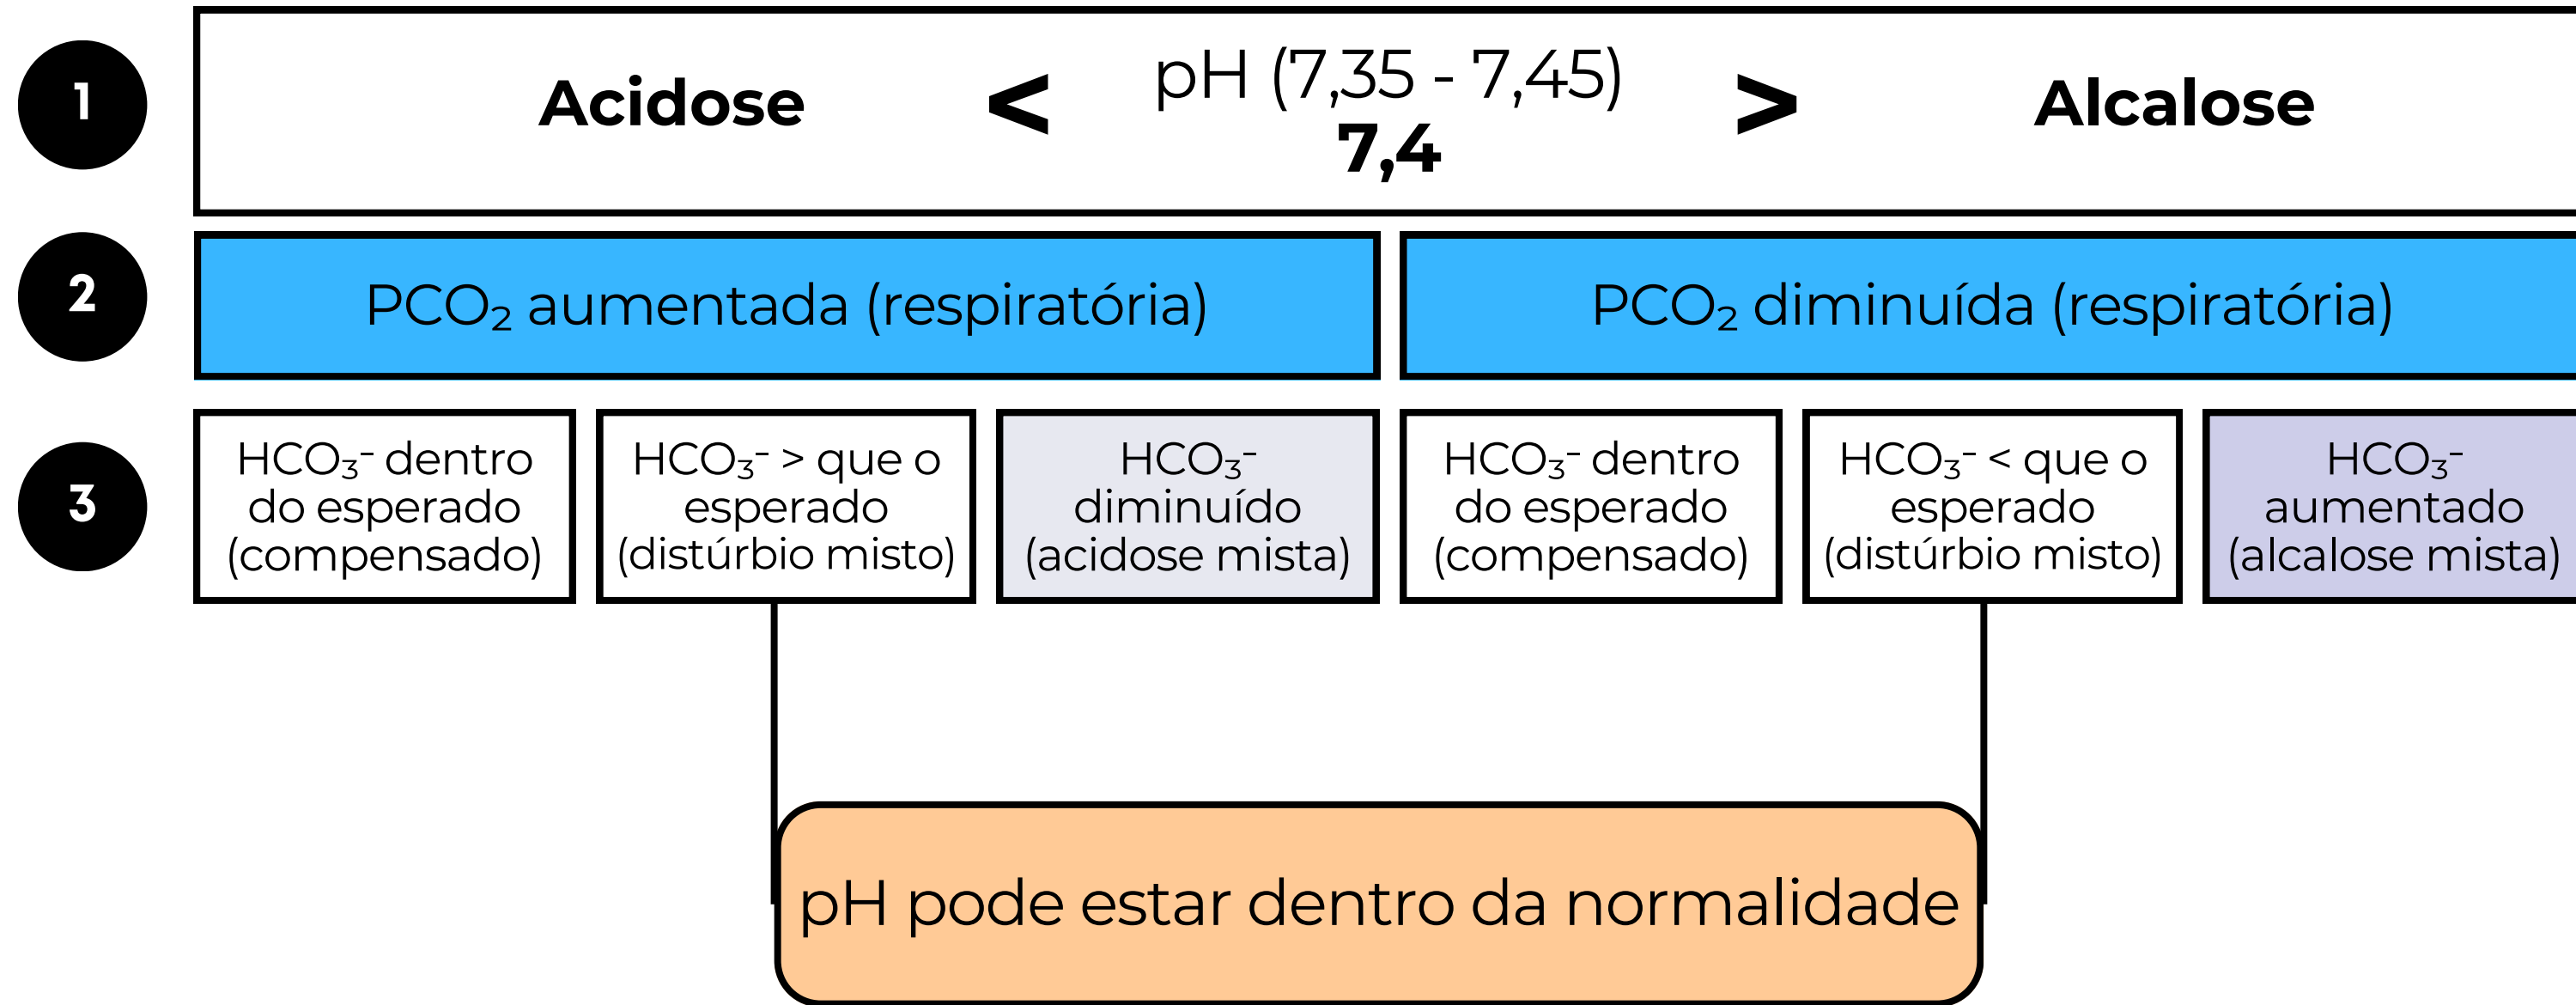 1
Acidose < pH (7,35 - 7,45) > Alcalose
7,4
2
PCO₂ aumentada (respiratória)
PCO₂ diminuída (respiratória)
3
HCO₃⁻ dentro
do esperado
(compensado)
HCO₃⁻ > que o
esperado
(distúrbio misto)
HCO₃⁻
diminuído
(acidose mista)
HCO₃⁻ dentro
do esperado
(compensado)
HCO₃⁻ < que o
esperado
(distúrbio misto)
HCO₃⁻
aumentado
(alcalose mista)
pH pode estar dentro da normalidade